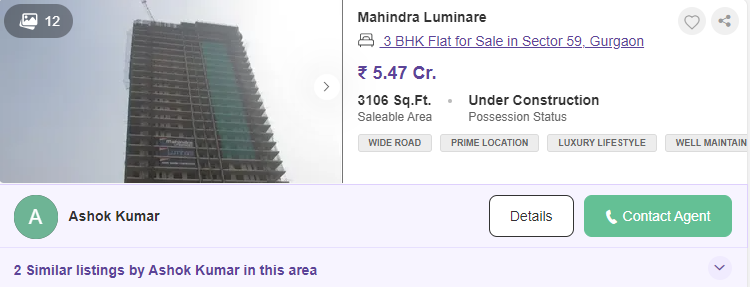 12
Mahindra Luminare
3 BHK Flat for Sale in Sector 59, Gurgaon
₹ 5.47 Cr.
3106 Sq.Ft. • Under Construction
Saleable Area Possession Status
WIDE ROAD PRIME LOCATION LUXURY LIFESTYLE WELL MAINTAIN
A Ashok Kumar Details Contact Agent
2 Similar listings by Ashok Kumar in this area